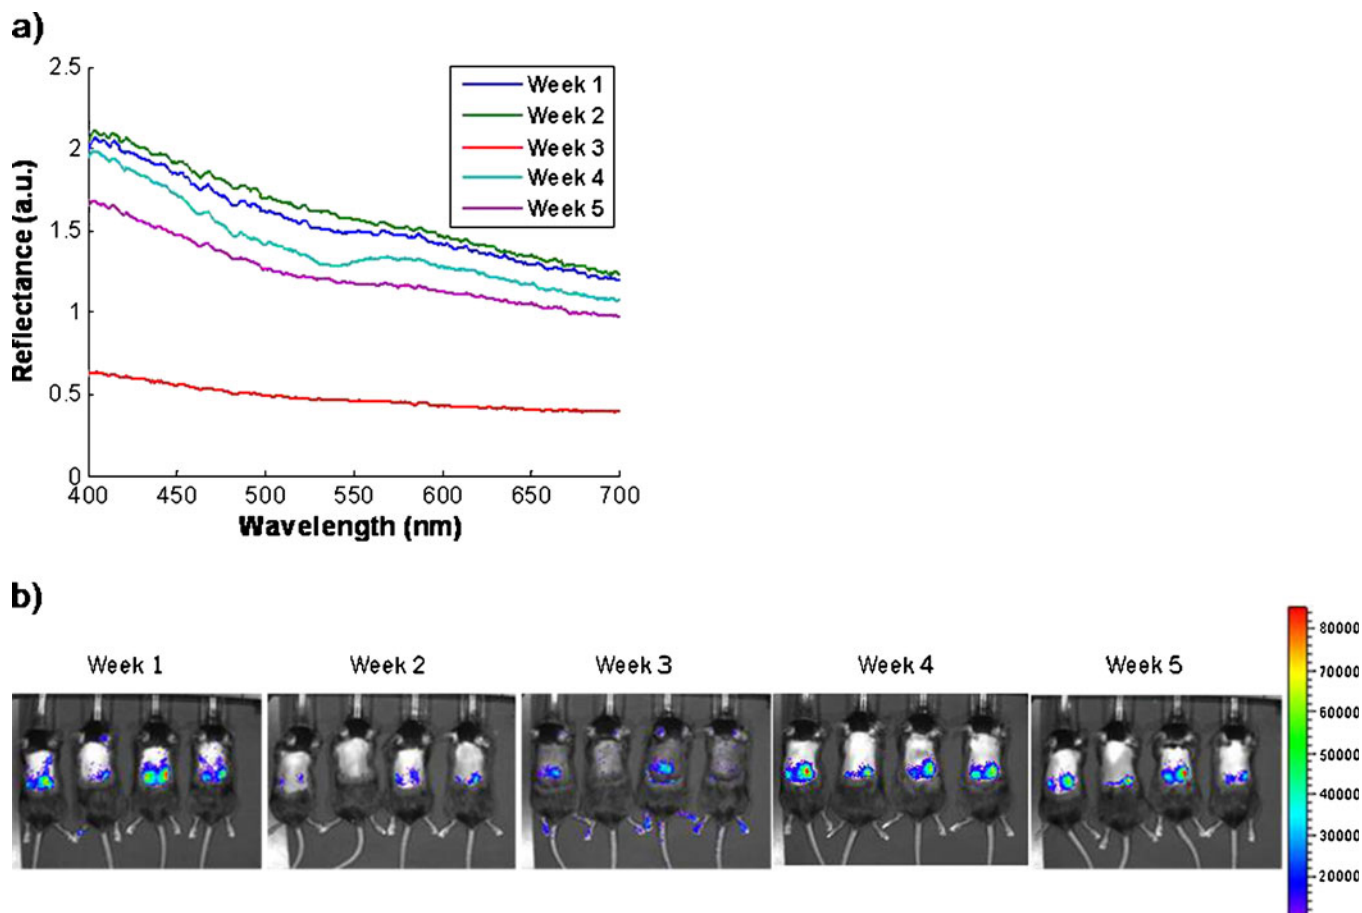 a)
2.5
2
1.5
1
0.5
0
Reflectance (a.u.)
Week 1
Week 2
Week 3
Week 4
Week 5
400 450 500 550 600 650 700
Wavelength (nm)
b)
Week 1 Week 2 Week 3 Week 4 Week 5
80000
70000
60000
50000
40000
30000
20000